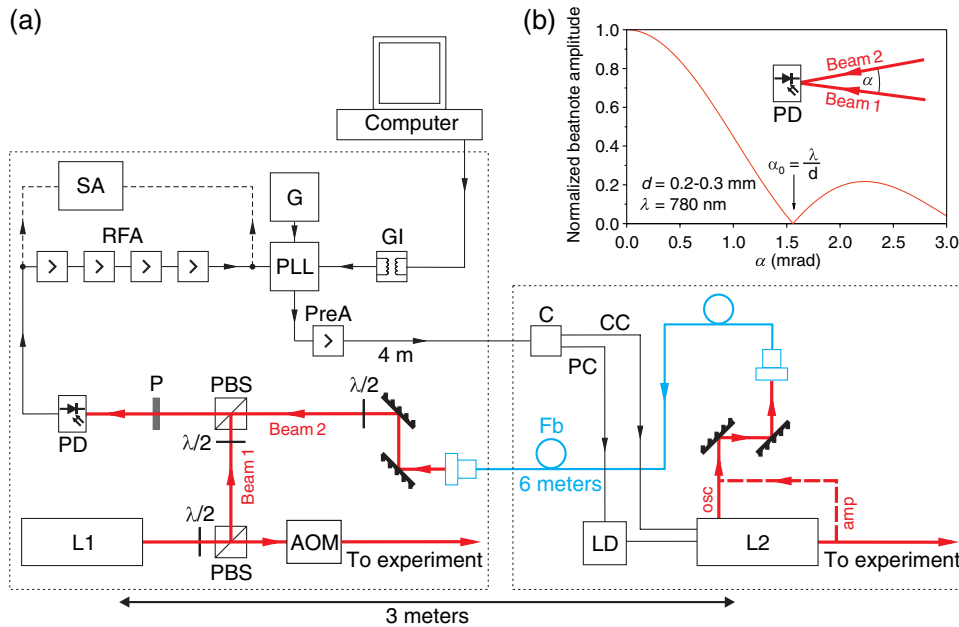 (a)
Computer
SA
RFA
G
PLL
GI
PreA
4 m
P
PBS
λ/2
PD
λ/2
Beam 2
Beam 1
L1
λ/2
PBS
AOM
To experiment
3 meters
(b)
Normalized beatnote amplitude
1.0
0.8
0.6
0.4
0.2
0.0
0.0
0.5
1.0
1.5
2.0
2.5
3.0
α (mrad)
d = 0.2-0.3 mm
λ = 780 nm
α₀ = λ/d
Beam 2
α
Beam 1
PD
C
CC
PC
Fb
6 meters
osc
amp
LD
L2
To experiment